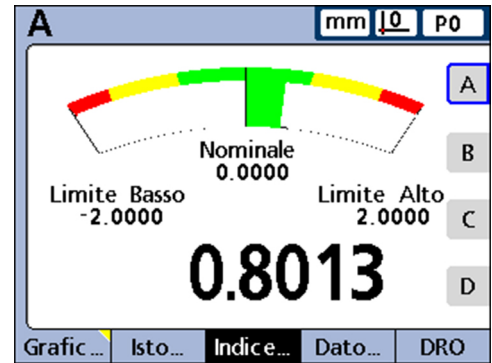 A mm 0 P0
A
Nominale
0.0000
B
Limite Basso
-2.0000
Limite Alto
2.0000
C
0.8013
D
Grafic... Isto... Indice... Dato... DRO